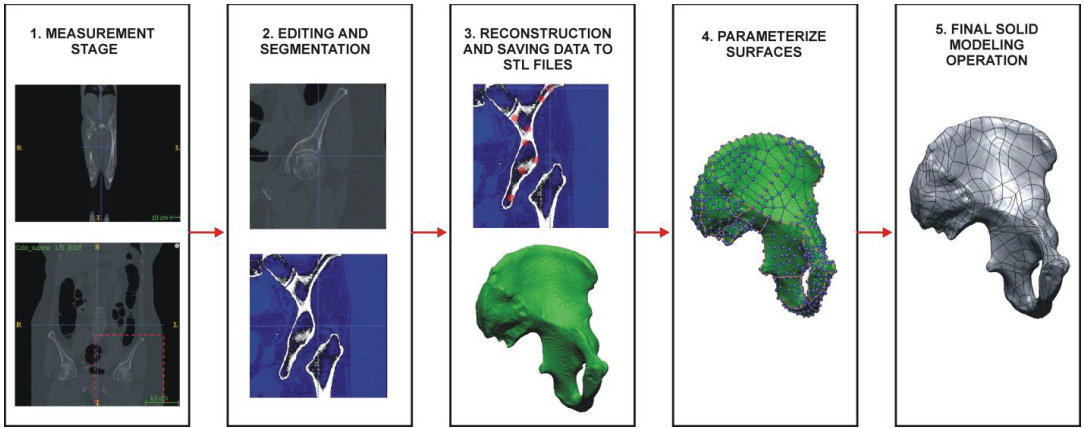 1. MEASUREMENT
STAGE
R
L
I
10 cm
S
R
L
I
10 cm
2. EDITING AND
SEGMENTATION
3. RECONSTRUCTION
AND SAVING DATA TO
STL FILES
4. PARAMETERIZE
SURFACES
5. FINAL SOLID
MODELING
OPERATION